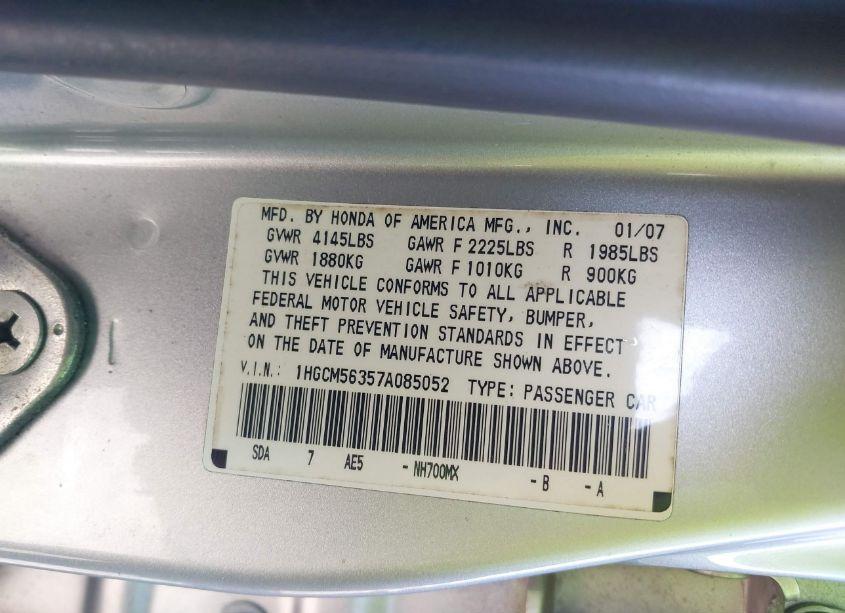 MFD. BY HONDA OF AMERICA MFG., INC. 01/07
GVWR 4145LBS GAWR F 2225LBS R 1985LBS
GVWR 1880KG GAWR F 1010KG R 900KG
THIS VEHICLE CONFORMS TO ALL APPLICABLE
FEDERAL MOTOR VEHICLE SAFETY, BUMPER,
AND THEFT PREVENTION STANDARDS IN EFFECT
ON THE DATE OF MANUFACTURE SHOWN ABOVE.
V.I.N.: 1HGCM56357A085052 TYPE: PASSENGER CAR
SDA 7 AE5 -NH700MX -B -A